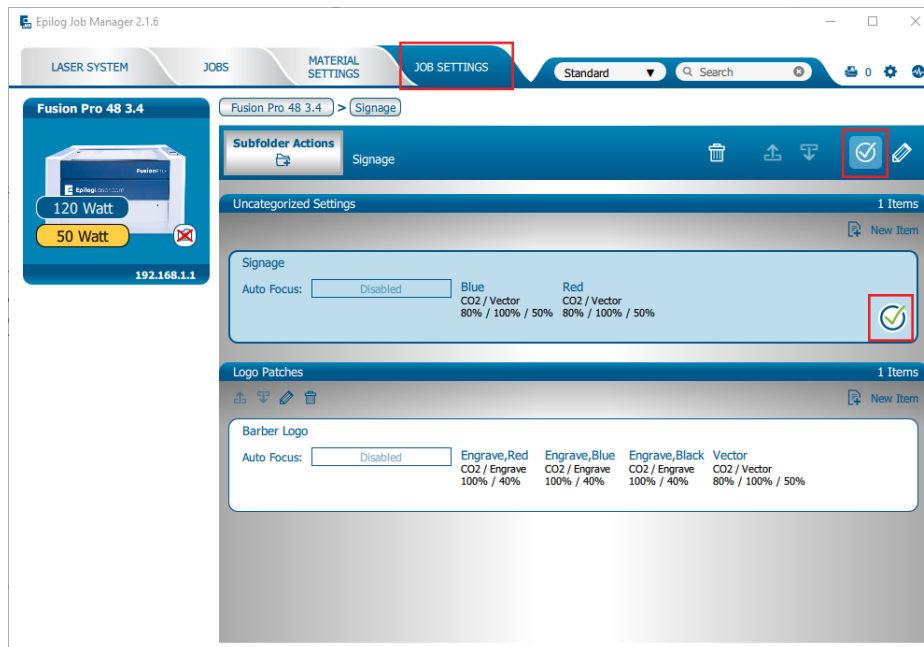 Epilog Job Manager 2.1.6
LASER SYSTEM
JOBS
MATERIAL
SETTINGS
JOB SETTINGS
Standard
Search
0
Fusion Pro 48 3.4
120 Watt
50 Watt
192.168.1.1
Fusion Pro 48 3.4 > Signage
Subfolder Actions
Signage
Uncategorized Settings 1 Items
New Item
Signage
Auto Focus: Disabled
Blue
CO2 / Vector
80% / 100% / 50%
Red
CO2 / Vector
80% / 100% / 50%
Logo Patches 1 Items
New Item
Barber Logo
Auto Focus: Disabled
Engrave,Red
CO2 / Engrave
100% / 40%
Engrave,Blue
CO2 / Engrave
100% / 40%
Engrave,Black
CO2 / Engrave
100% / 40%
Vector
CO2 / Vector
80% / 100% / 50%